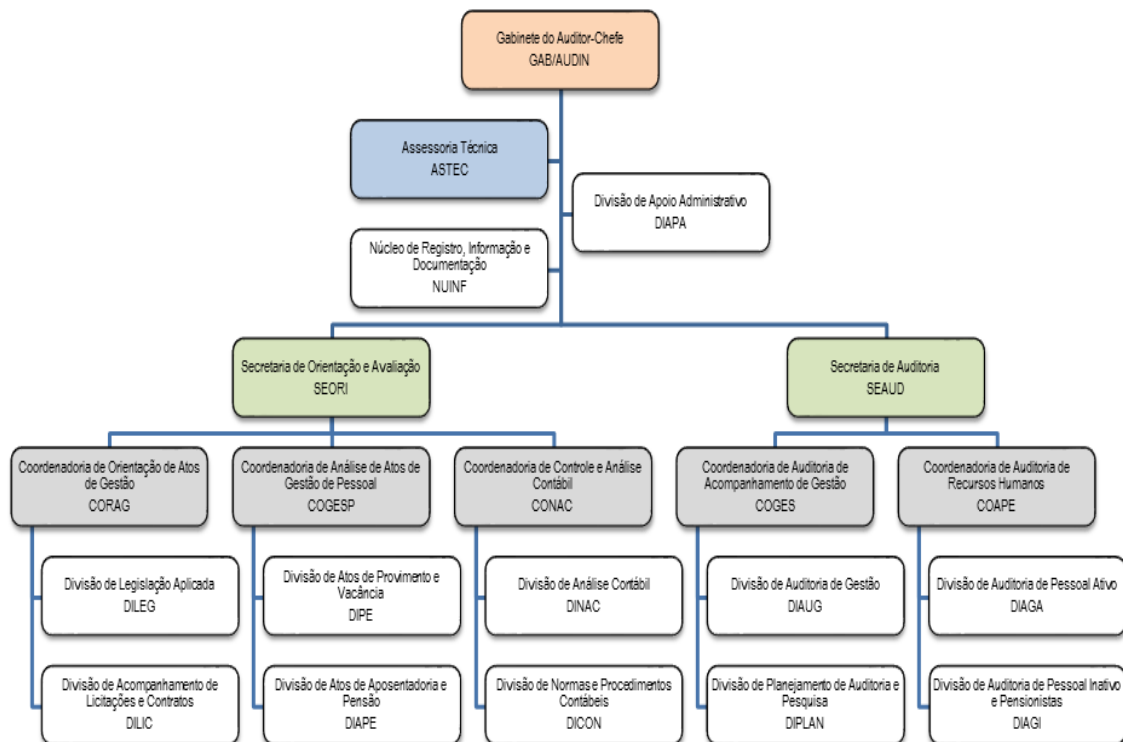 Gabinete do Auditor-Chefe
GAB/AUDIN
Assessoria Técnica
ASTEC
Divisão de Apoio Administrativo
DIAPA
Núcleo de Registro, Informação e
Documentação
NUINF
Secretaria de Orientação e Avaliação
SEORI
Secretaria de Auditoria
SEAUD
Coordenadoria de Orientação de Atos
de Gestão
CORAG
Coordenadoria de Análise de Atos de
Gestão de Pessoal
COGESP
Coordenadoria de Controle e Análise
Contábil
CONAC
Coordenadoria de Auditoria de
Acompanhamento de Gestão
COGES
Coordenadoria de Auditoria de
Recursos Humanos
COAPE
Divisão de Legislação Aplicada
DILEG
Divisão de Atos de Provimento e
Vacância
DIPE
Divisão de Análise Contábil
DINAC
Divisão de Auditoria de Gestão
DIAUG
Divisão de Auditoria de Pessoal Ativo
DIAGA
Divisão de Acompanhamento de
Licitações e Contratos
DILIC
Divisão de Atos de Aposentadoria e
Pensão
DIAPE
Divisão de Normas e Procedimentos
Contábeis
DICON
Divisão de Planejamento de Auditoria e
Pesquisa
DIPLAN
Divisão de Auditoria de Pessoal Inativo
e Pensionistas
DIAGI